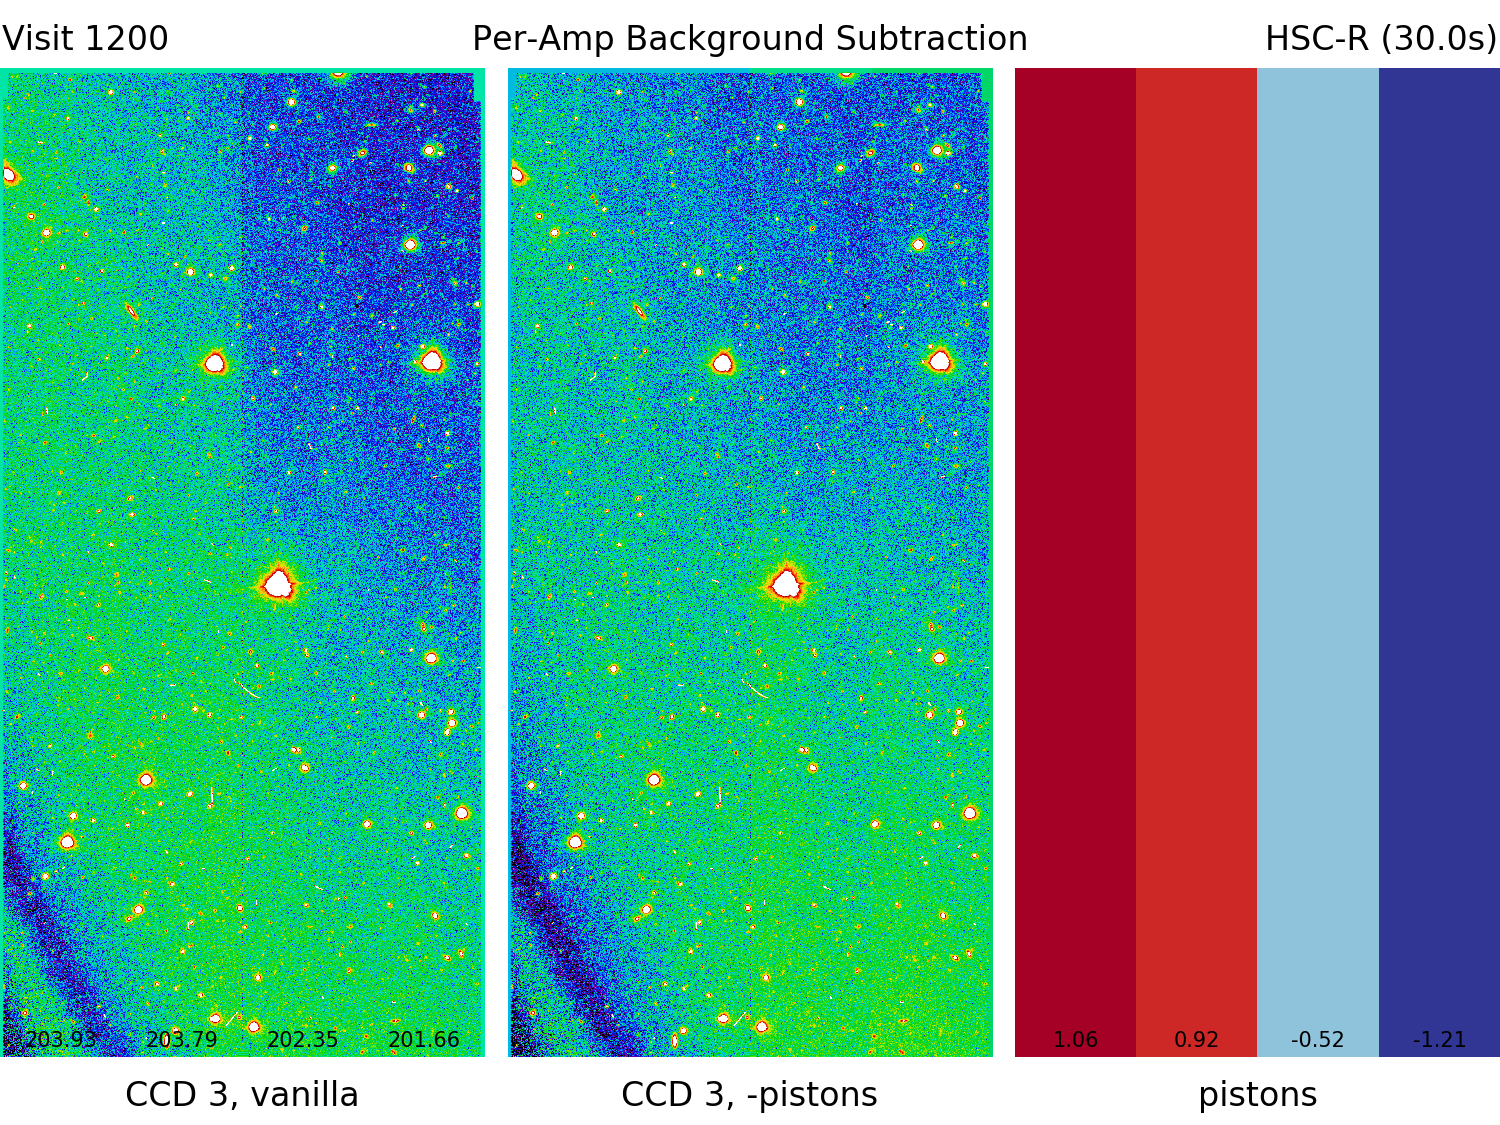 Visit 1200 Per-Amp Background Subtraction HSC-R (30.0s)
203.93 203.79 202.35 201.66 1.06 0.92 -0.52 -1.21
CCD 3, vanilla CCD 3, -pistons pistons